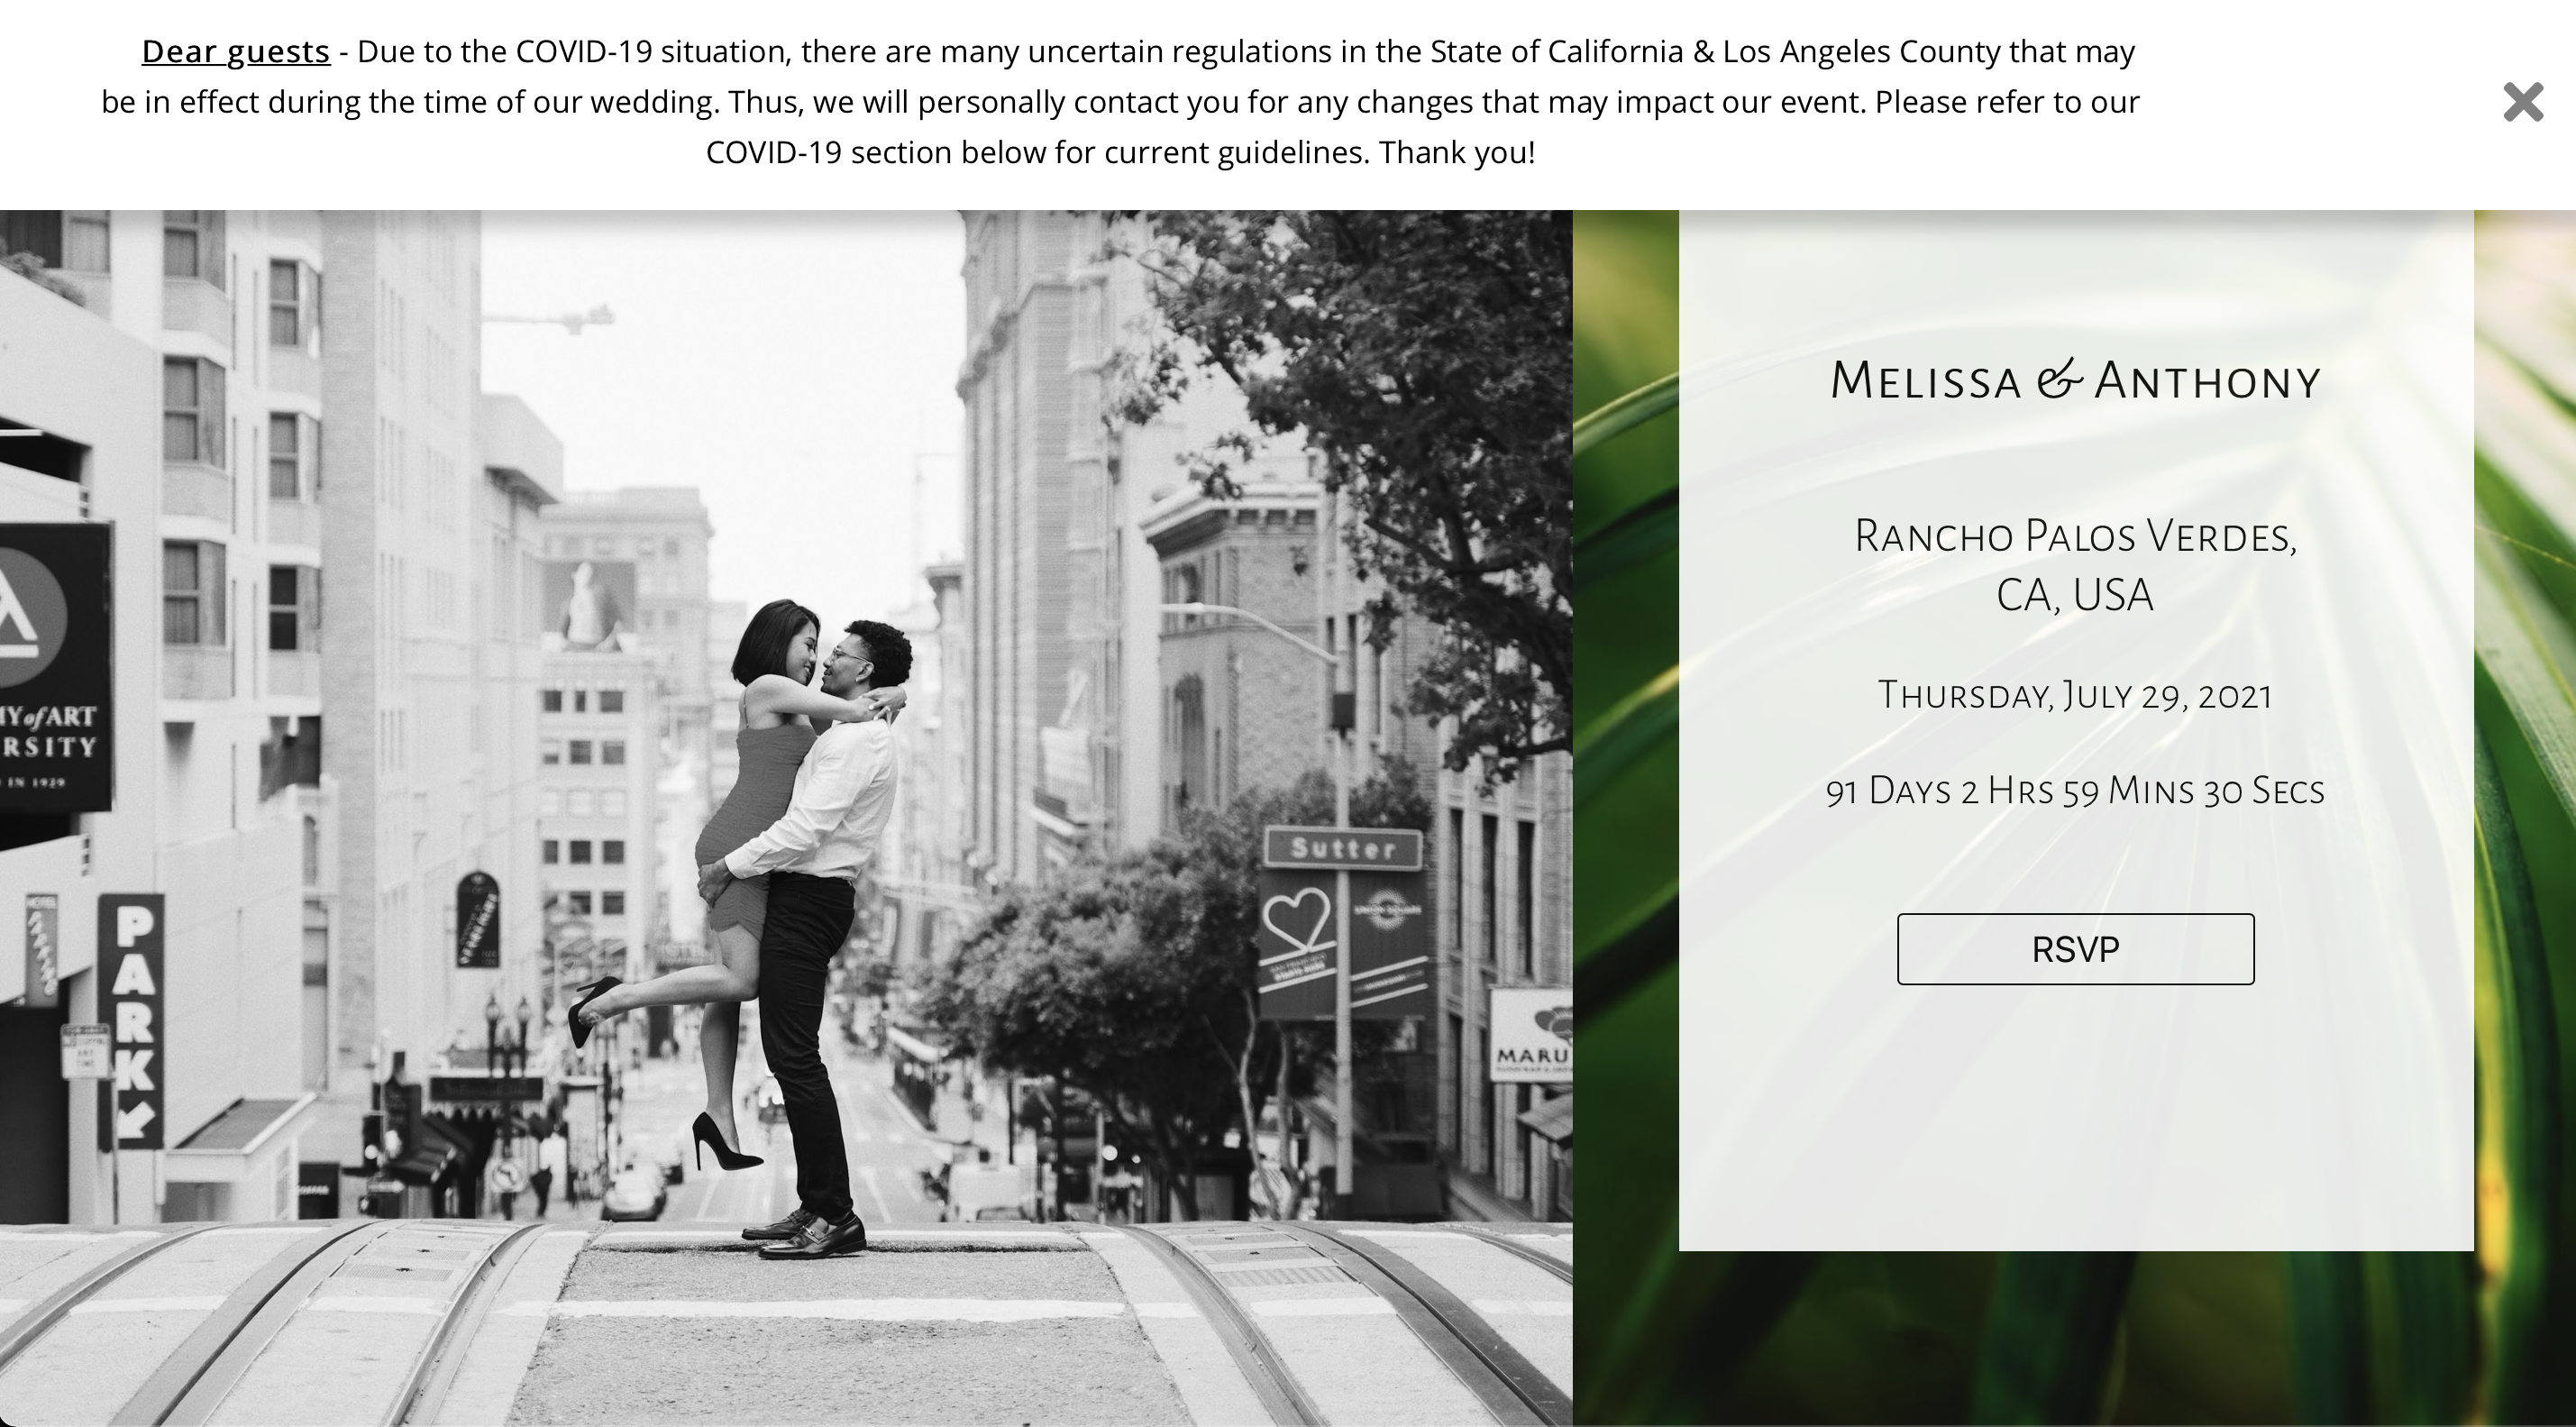 Dear guests - Due to the COVID-19 situation, there are many uncertain regulations in the State of California & Los Angeles County that may
be in effect during the time of our wedding. Thus, we will personally contact you for any changes that may impact our event. Please refer to our
COVID-19 section below for current guidelines. Thank you!
MELISSA & ANTHONY
RANCHO PALOS VERDES,
CA, USA
THURSDAY, JULY 29, 2021
91 DAYS 2 HRS 59 MINS 30 SECS
RSVP
MY of ART
RSITY
IN 1929
PARK
Sutter
UNION SQUARE
MARU